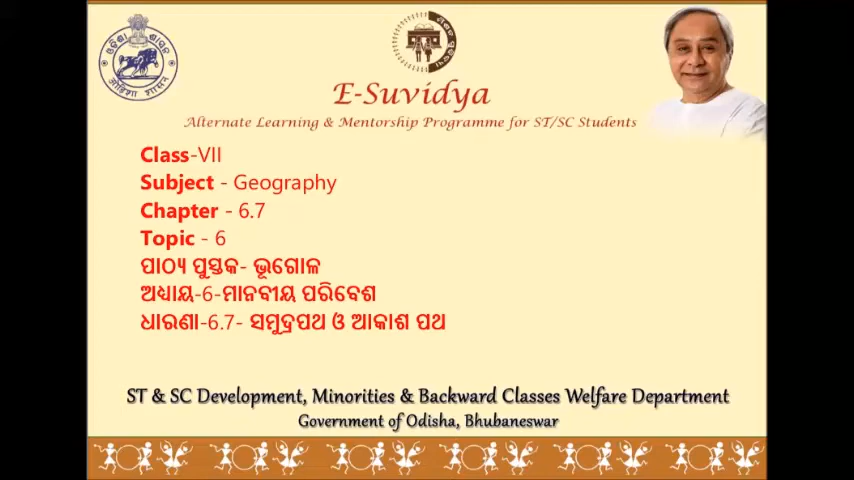 E-Suvidya
Alternate Learning & Mentorship Programme for ST/SC Students
Class-VII
Subject - Geography
Chapter - 6.7
Topic - 6
ପାଠ୍ୟ ପୁସ୍ତକ- ଭୂଗୋଳ
ଅଧ୍ୟାୟ-6-ମାନବୀୟ ପରିବେଶ
ଧାରଣା-6.7- ସମୁଦ୍ରପଥ ଓ ଆକାଶ ପଥ
ST & SC Development, Minorities & Backward Classes Welfare Department
Government of Odisha, Bhubaneswar